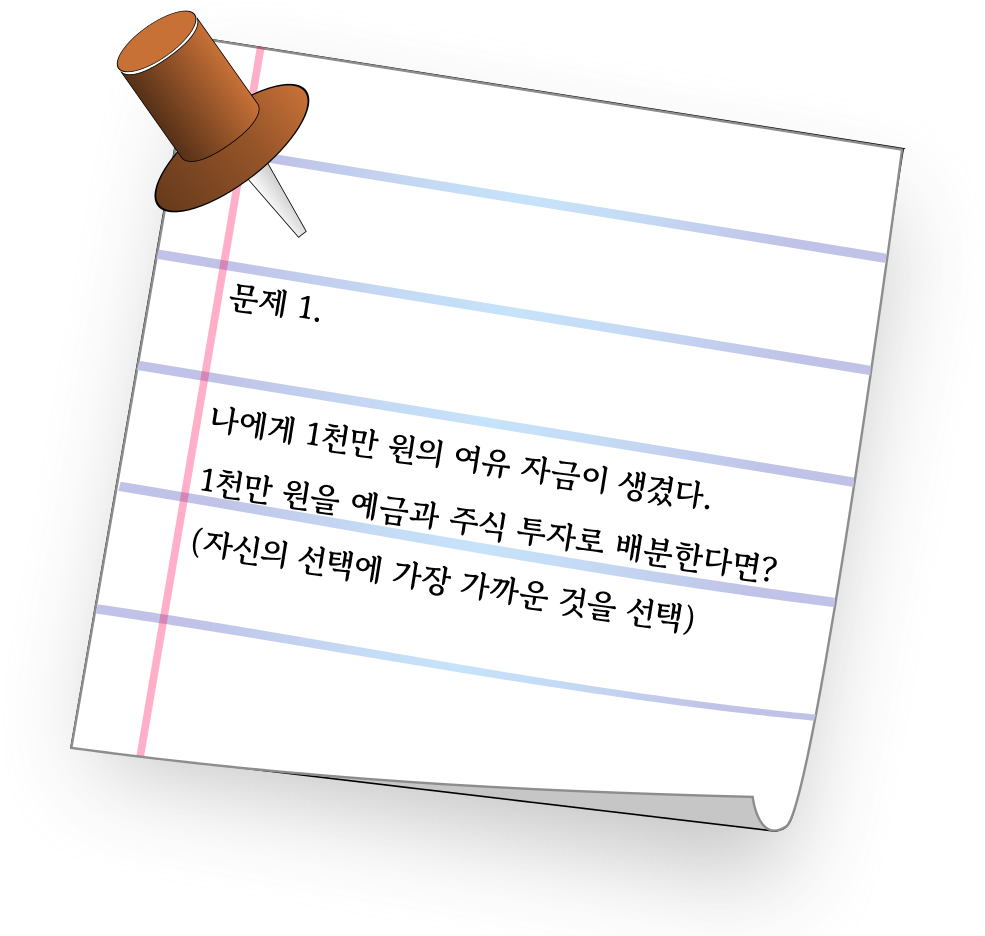 문제 1.
나에게 1천만 원의 여유 자금이 생겼다.
1천만 원을 예금과 주식 투자로 배분한다면?
(자신의 선택에 가장 가까운 것을 선택)